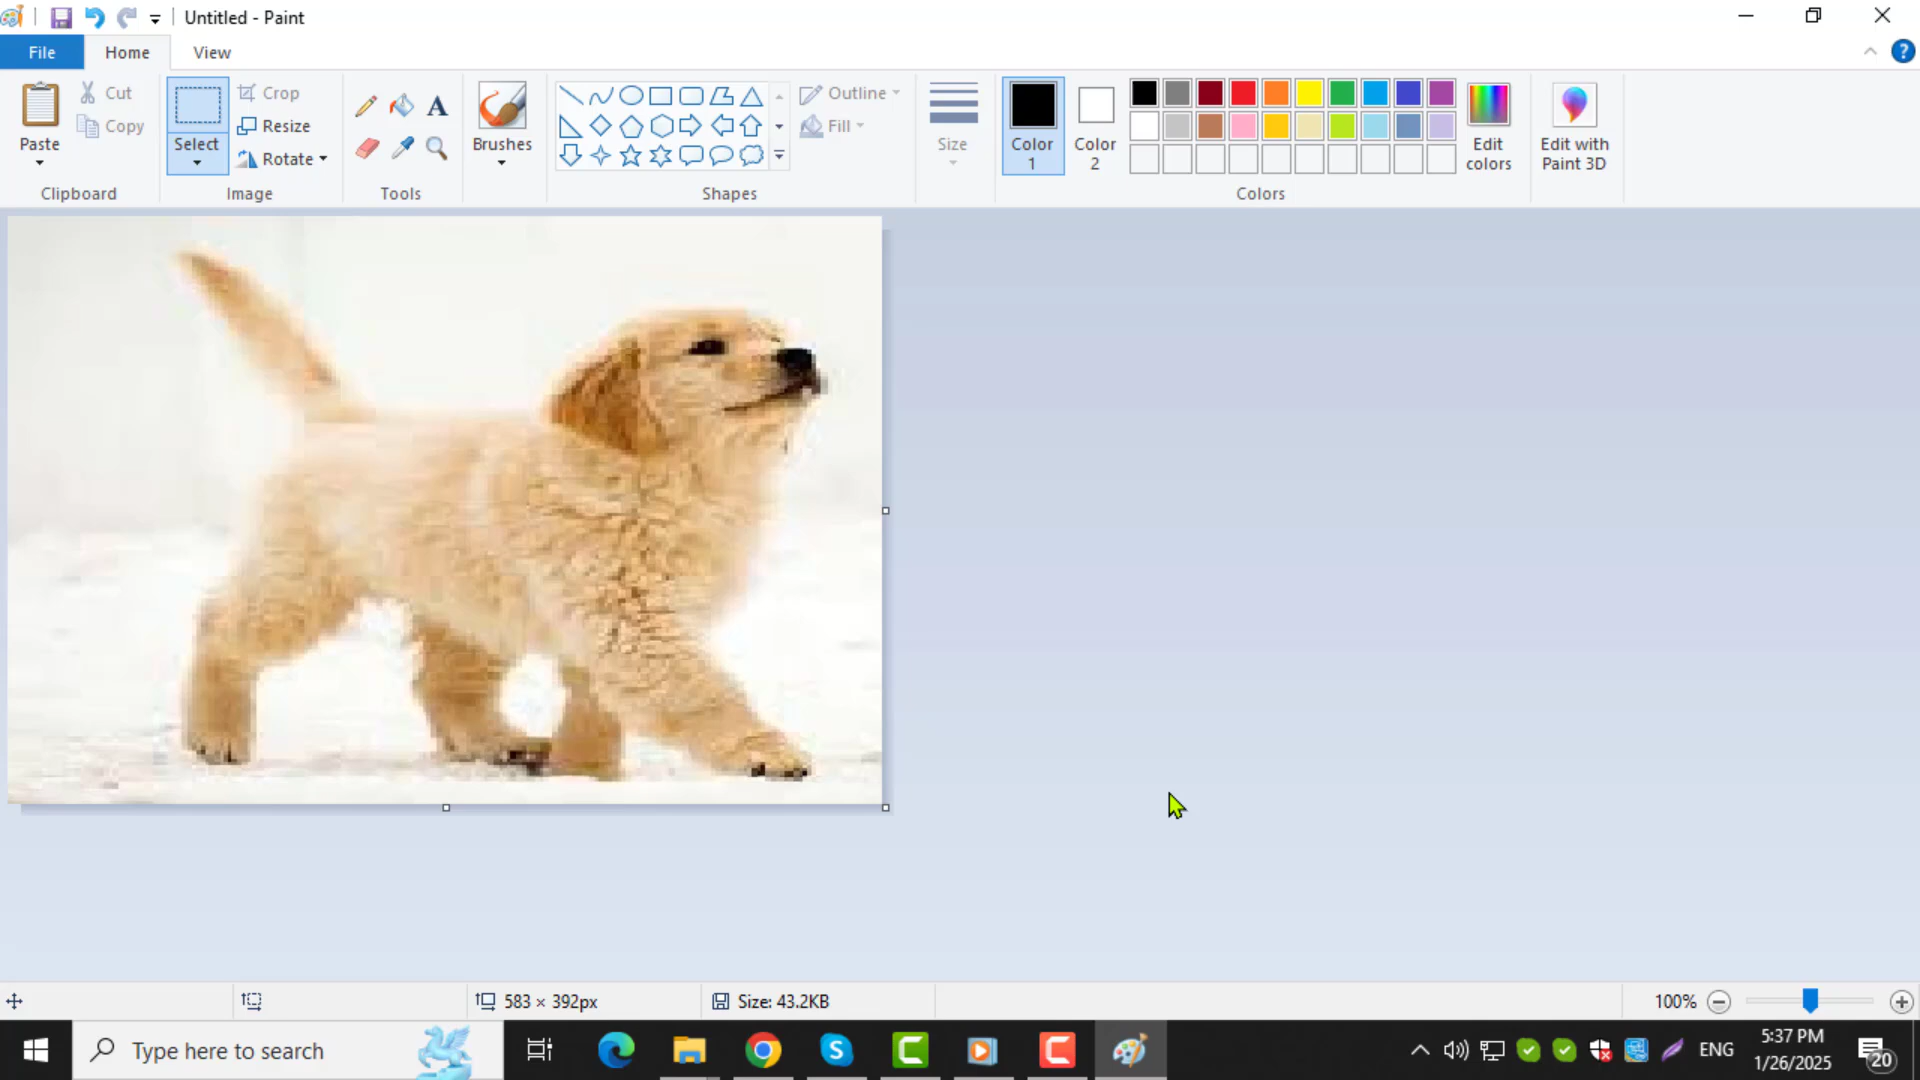 Untitled - Paint
File
Home
View
Paste
Cut
Copy
Clipboard
Select
Crop
Resize
Rotate
Image
A
Tools
Brushes
Outline
Fill
Shapes
Size
Color
1
Color
2
Edit
colors
Colors
Edit with
Paint 3D
583 × 392px
Size: 43.2KB
100%
Type here to search
ENG
5:37 PM
1/26/2025
20